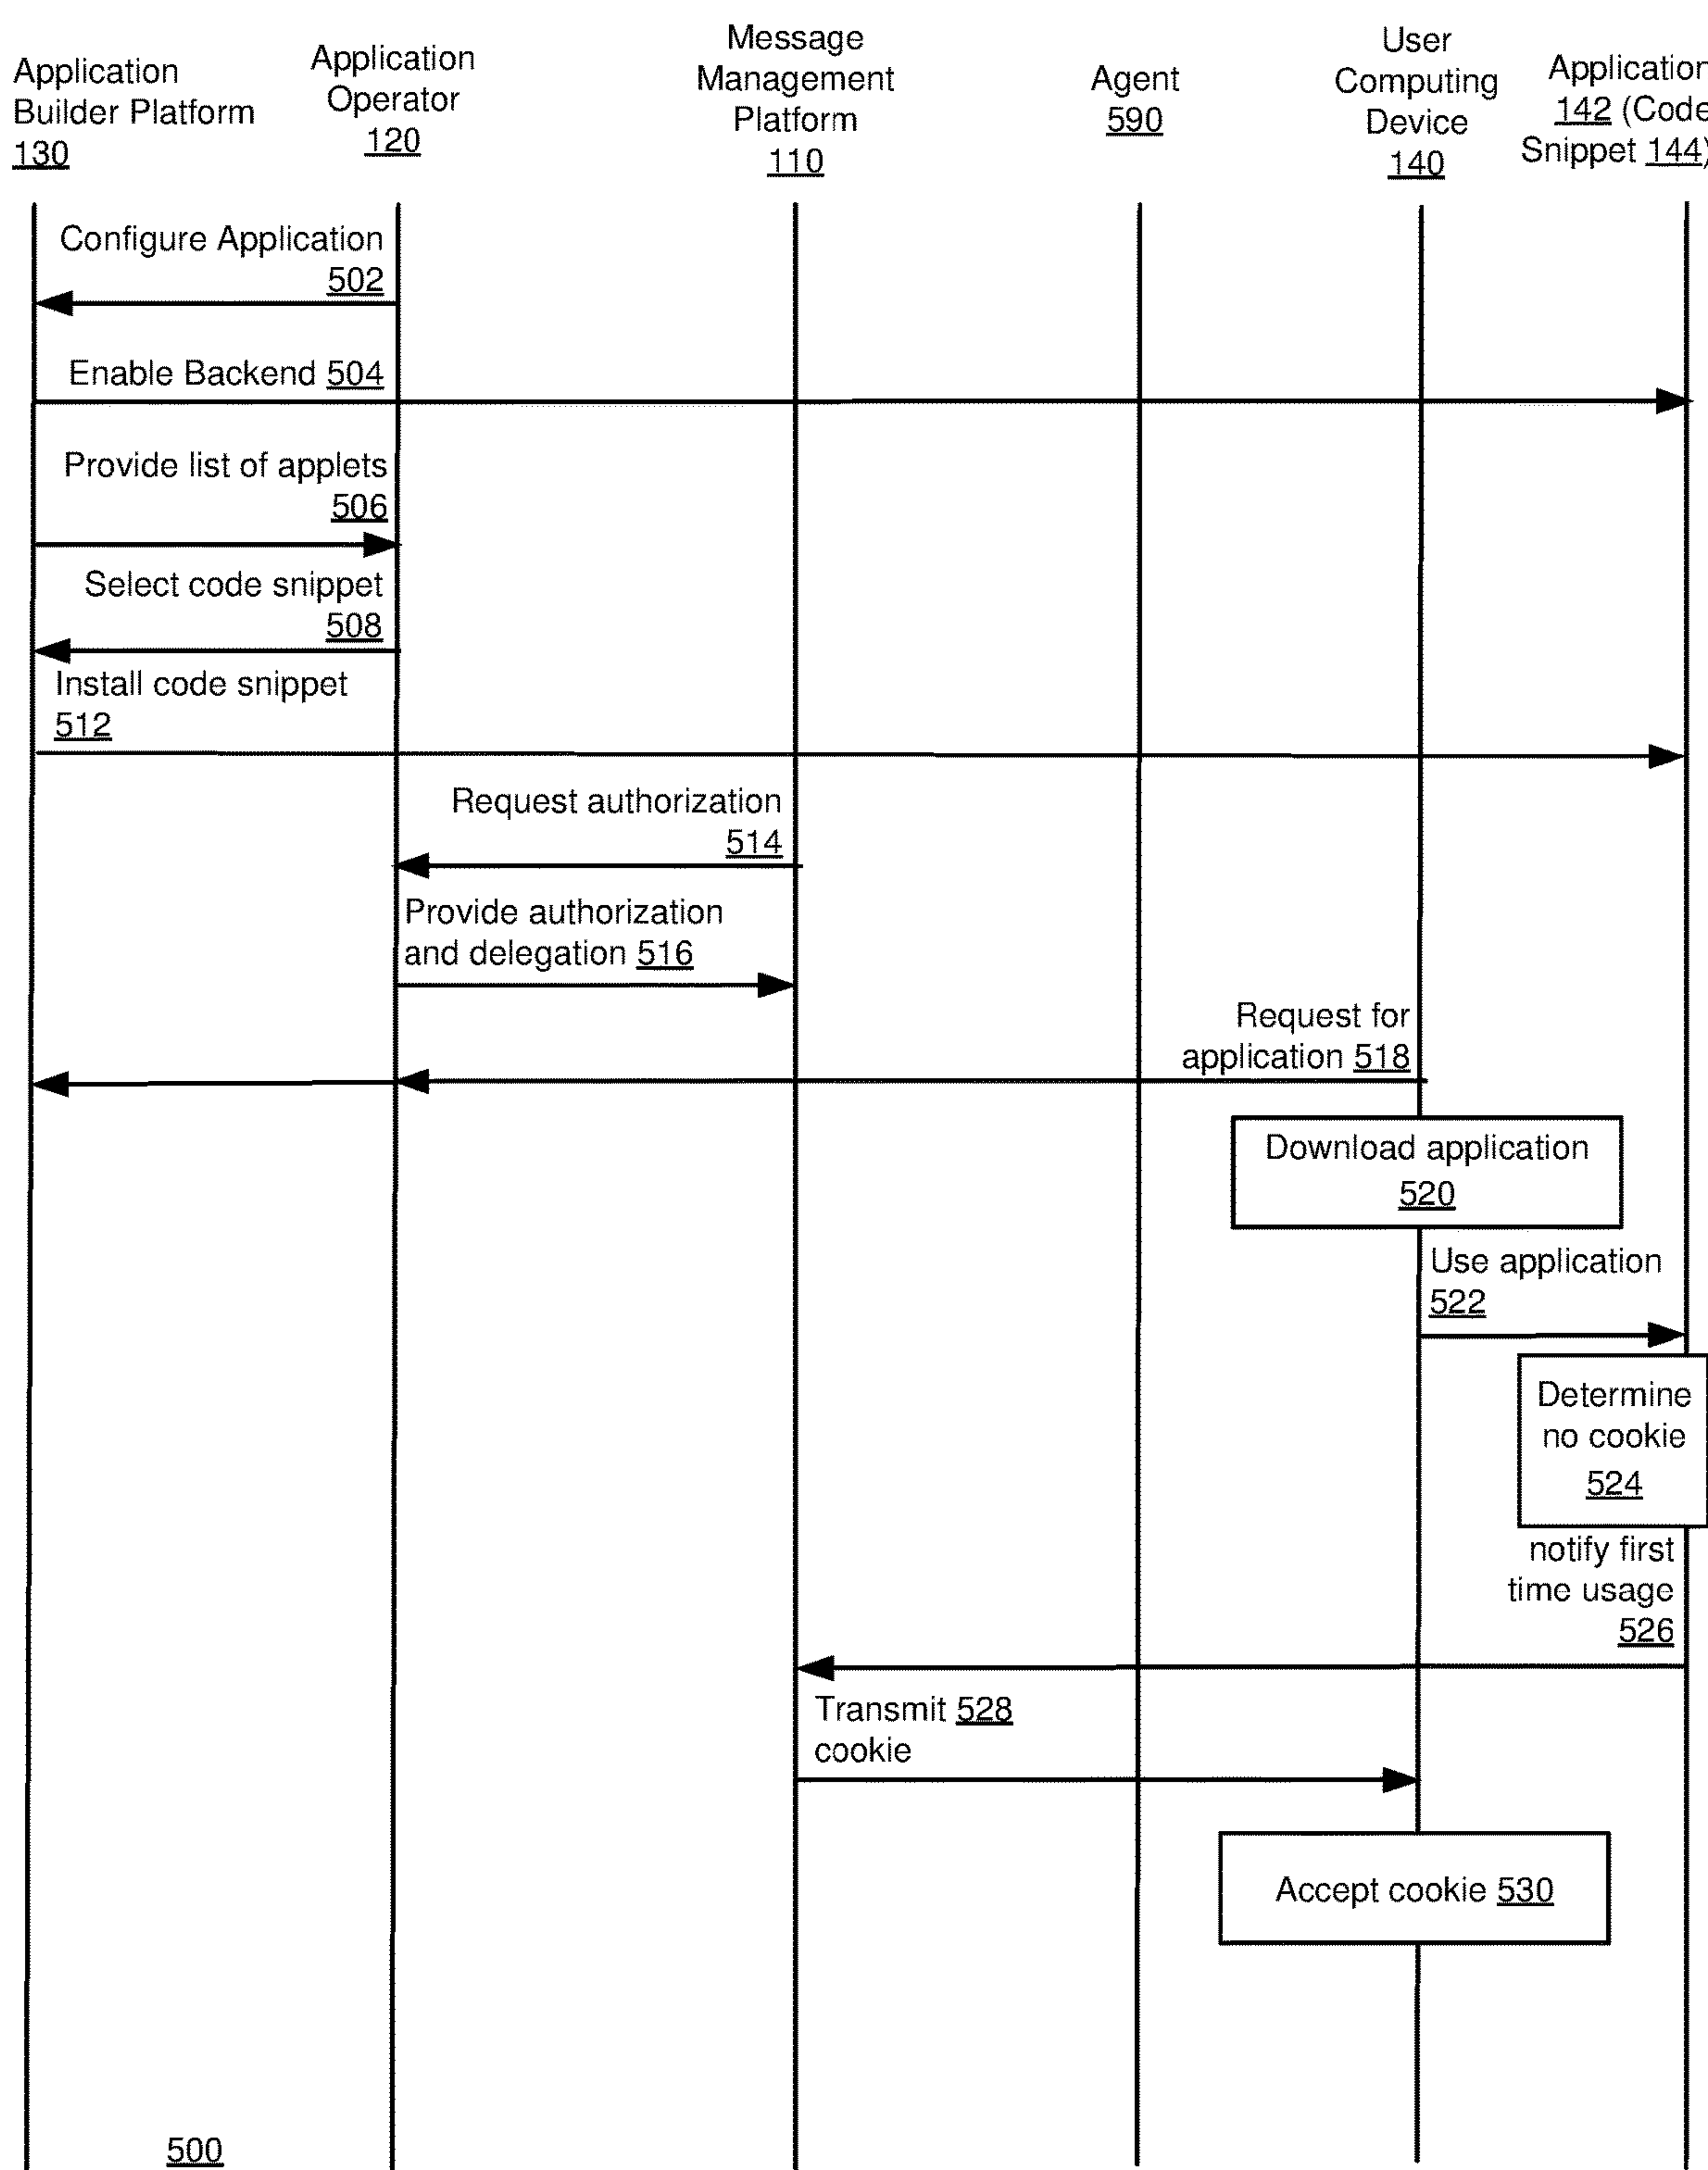 Application
Builder Platform
130
Application
Operator
120
Message
Management
Platform
110
Agent
590
User
Computing
Device
140
Application
142 (Code
Snippet 144)
Configure Application
502
Enable Backend 504
Provide list of applets
506
Select code snippet
508
Install code snippet
512
Request authorization
514
Provide authorization
and delegation 516
Request for
application 518
Download application
520
Use application
522
Determine
no cookie
524
notify first
time usage
526
Transmit 528
cookie
Accept cookie 530
500